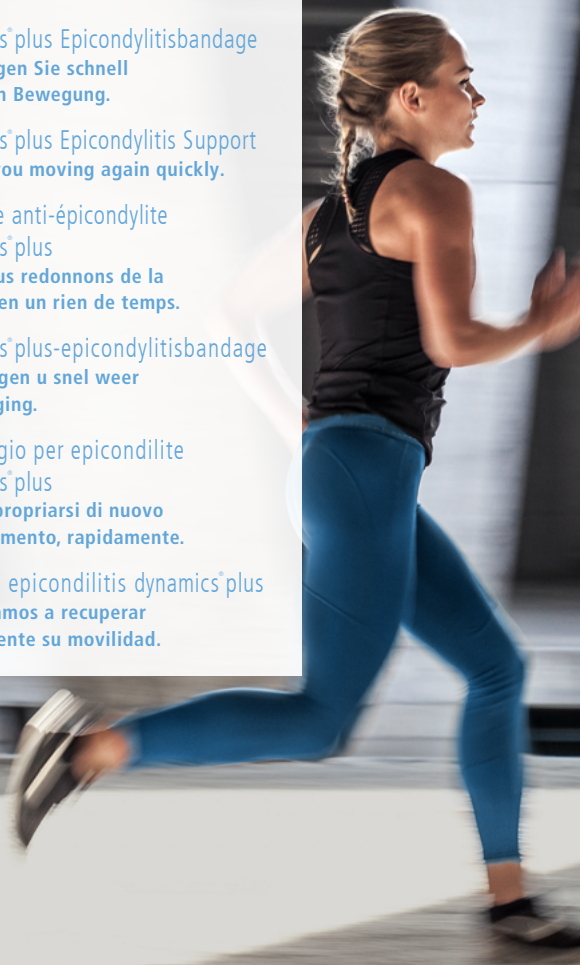 s®plus Epicondylitisbandage
gen Sie schnell
n Bewegung.
s®plus Epicondylitis Support
ou moving again quickly.
e anti-épicondylite
s®plus
us redonnons de la
en un rien de temps.
s®plus-epicondylitisbandage
gen u snel weer
ging.
gio per epicondilite
s®plus
propriarsi di nuovo
mento, rapidamente.
epicondilitis dynamics®plus
amos a recuperar
ente su movilidad.